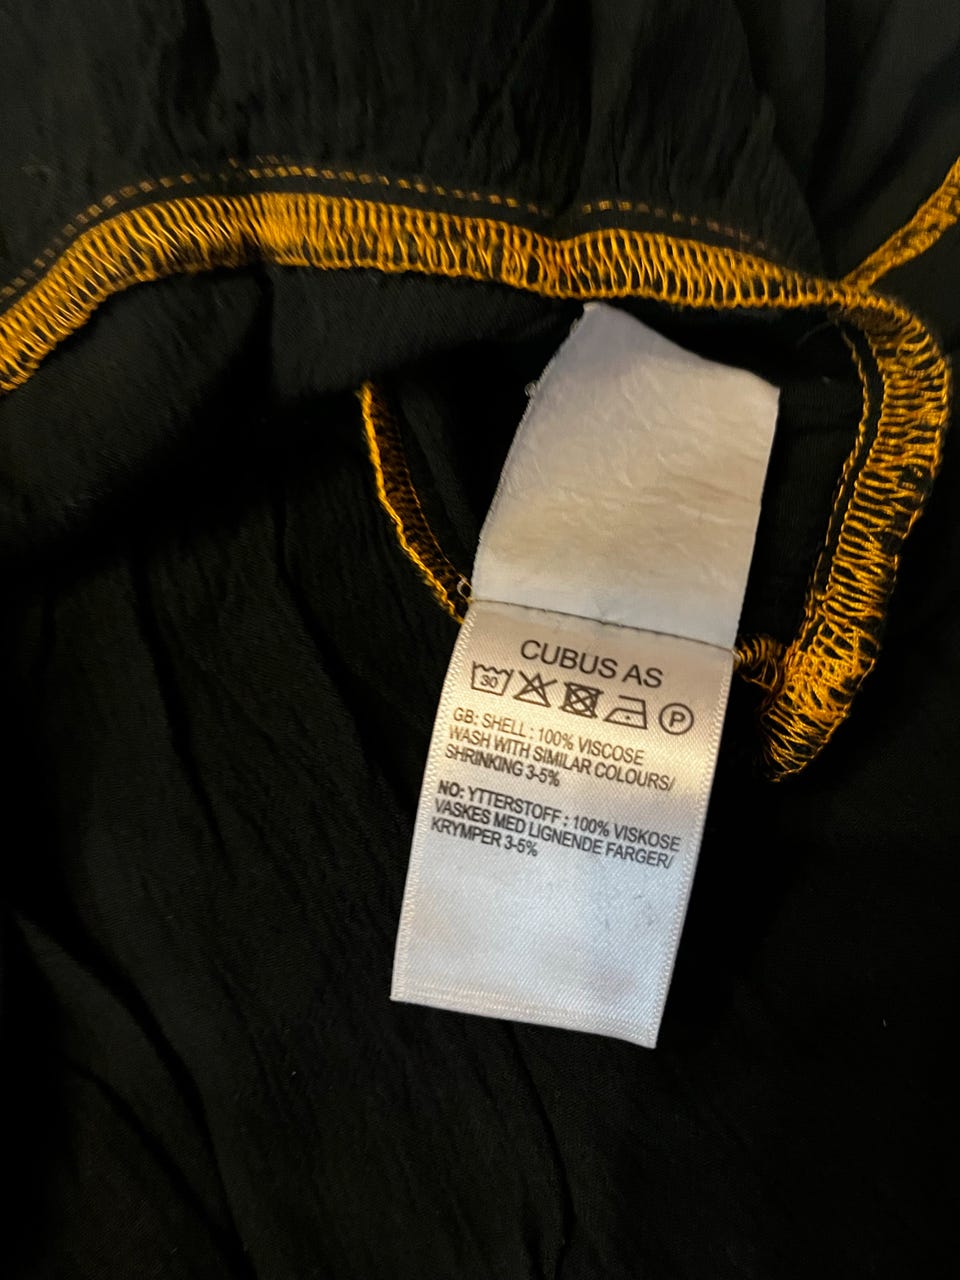 CUBUS AS
30 P
GB: SHELL : 100% VISCOSE
WASH WITH SIMILAR COLOURS/
SHRINKING 3-5%
NO: YTTERSTOFF : 100% VISKOSE
VASKES MED LIGNENDE FARGER/
KRYMPER 3-5%